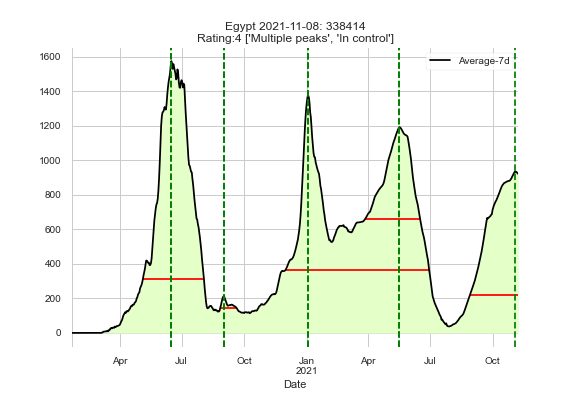 Egypt 2021-11-08: 338414
Rating:4 ['Multiple peaks', 'In control']
Average-7d
1600
1400
1200
1000
800
600
400
200
0
Apr Jul Oct Jan Apr Jul Oct
2021
Date